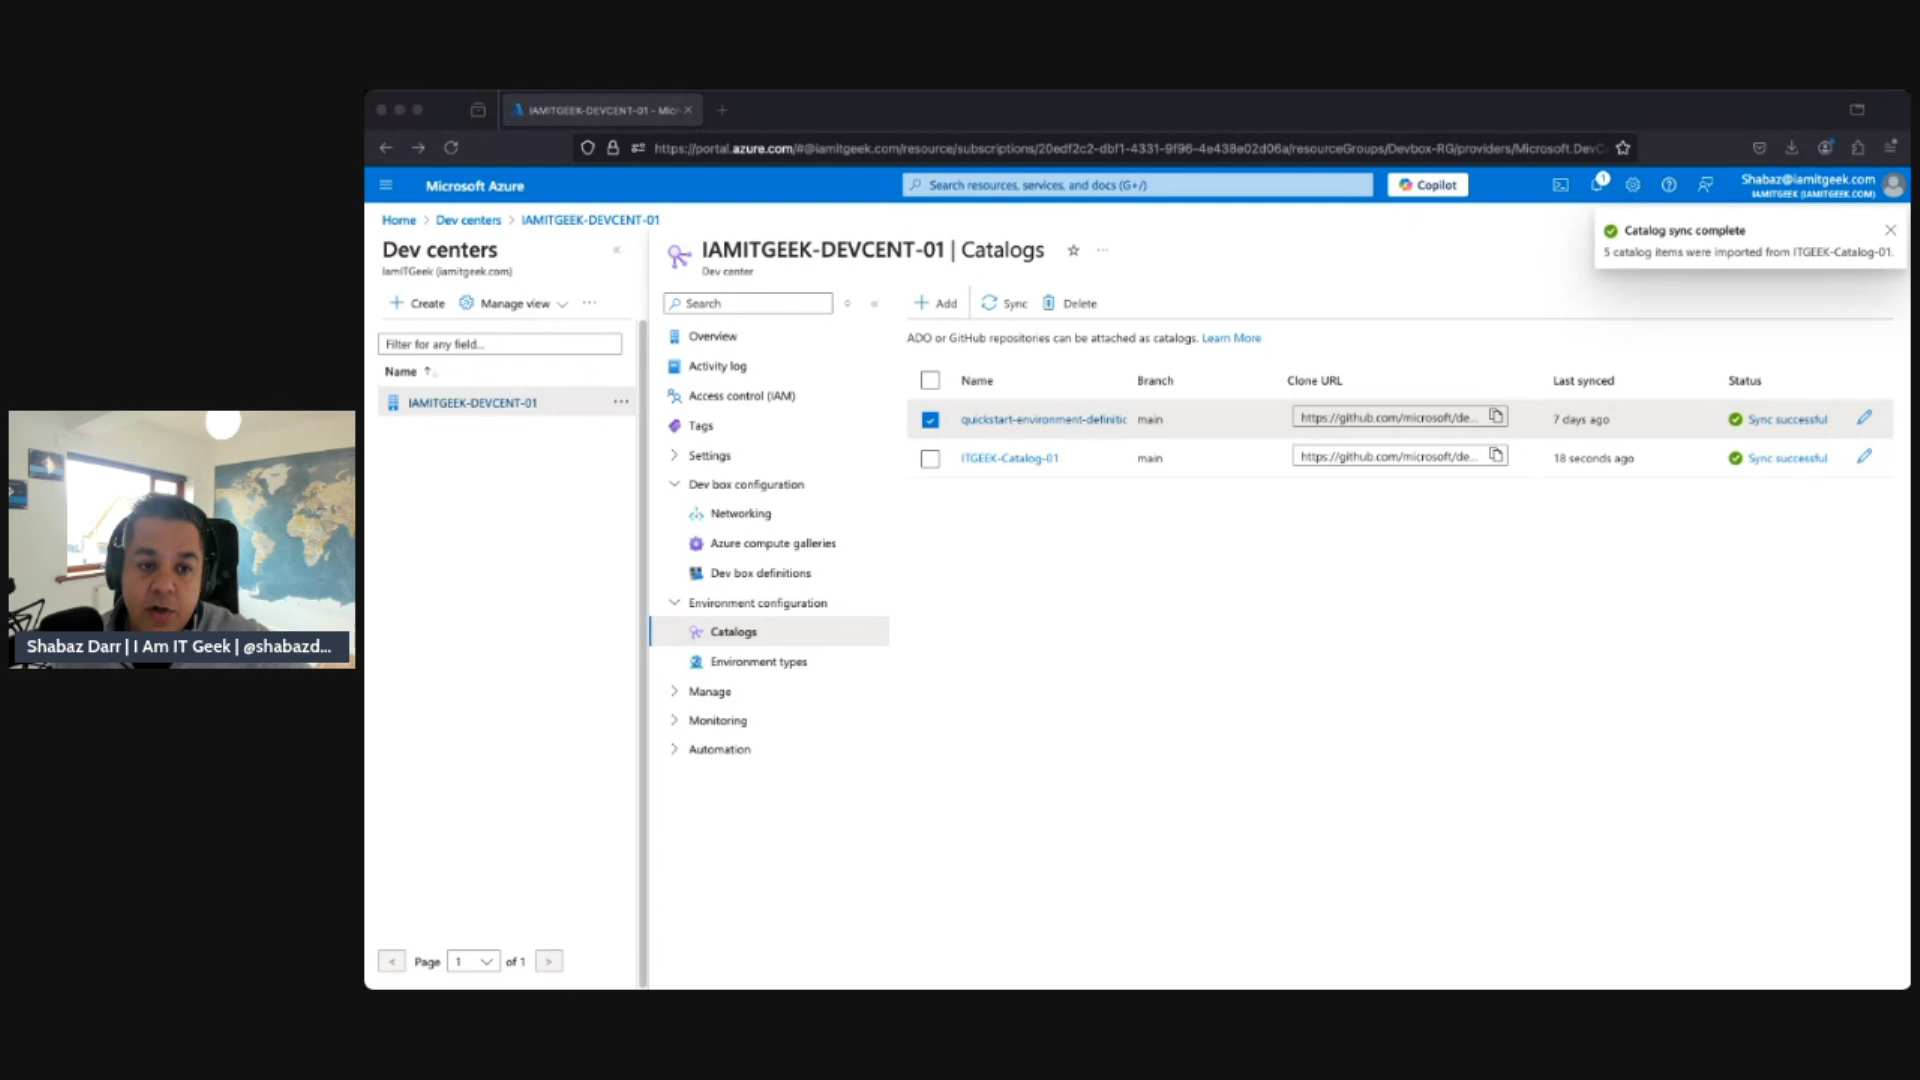 IAMITGEEK-DEVCENT-01 - Mic
https://portal.azure.com/#@iamitgeek.com/resource/subscriptions/20edf2c2-dbf1-4331-9f96-4e438e02d06a/resourceGroups/Devbox-RG/providers/Microsoft.DevC
Microsoft Azure
Search resources, services, and docs (G+/)
Copilot
1
Shabaz@iamitgeek.com
IAMITGEEK (IAMITGEEK.COM)
Home > Dev centers > IAMITGEEK-DEVCENT-01
Catalog sync complete
5 catalog items were imported from ITGEEK-Catalog-01.
Dev centers
IamITGeek (iamitgeek.com)
Create
Manage view
Filter for any field...
Name
IAMITGEEK-DEVCENT-01
IAMITGEEK-DEVCENT-01 | Catalogs
Dev center
Search
Overview
Activity log
Access control (IAM)
Tags
Settings
Dev box configuration
Networking
Azure compute galleries
Dev box definitions
Environment configuration
Catalogs
Environment types
Manage
Monitoring
Automation
Add
Sync
Delete
ADO or GitHub repositories can be attached as catalogs. Learn More
Name Branch Clone URL Last synced Status
quickstart-environment-definitic main https://github.com/microsoft/de... 7 days ago Sync successful
ITGEEK-Catalog-01 main https://github.com/microsoft/de... 18 seconds ago Sync successful
Page 1 of 1
Shabaz Darr | I Am IT Geek | @shabazd...